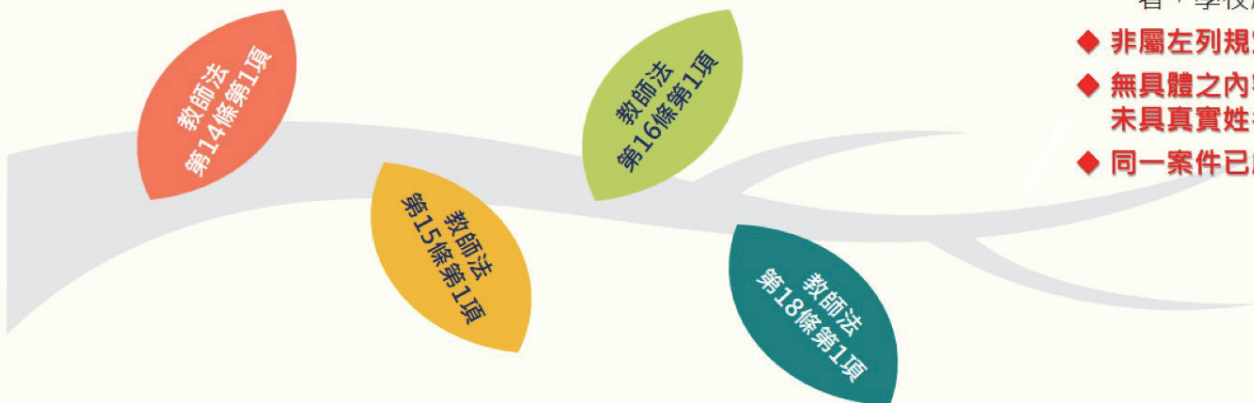 教師法
第14條第1項
教師法
第15條第1項
教師法
第16條第1項
教師法
第18條第1項
者，學校
◆ 非屬左列規
◆ 無具體之內
未具真實姓
◆ 同一案件已